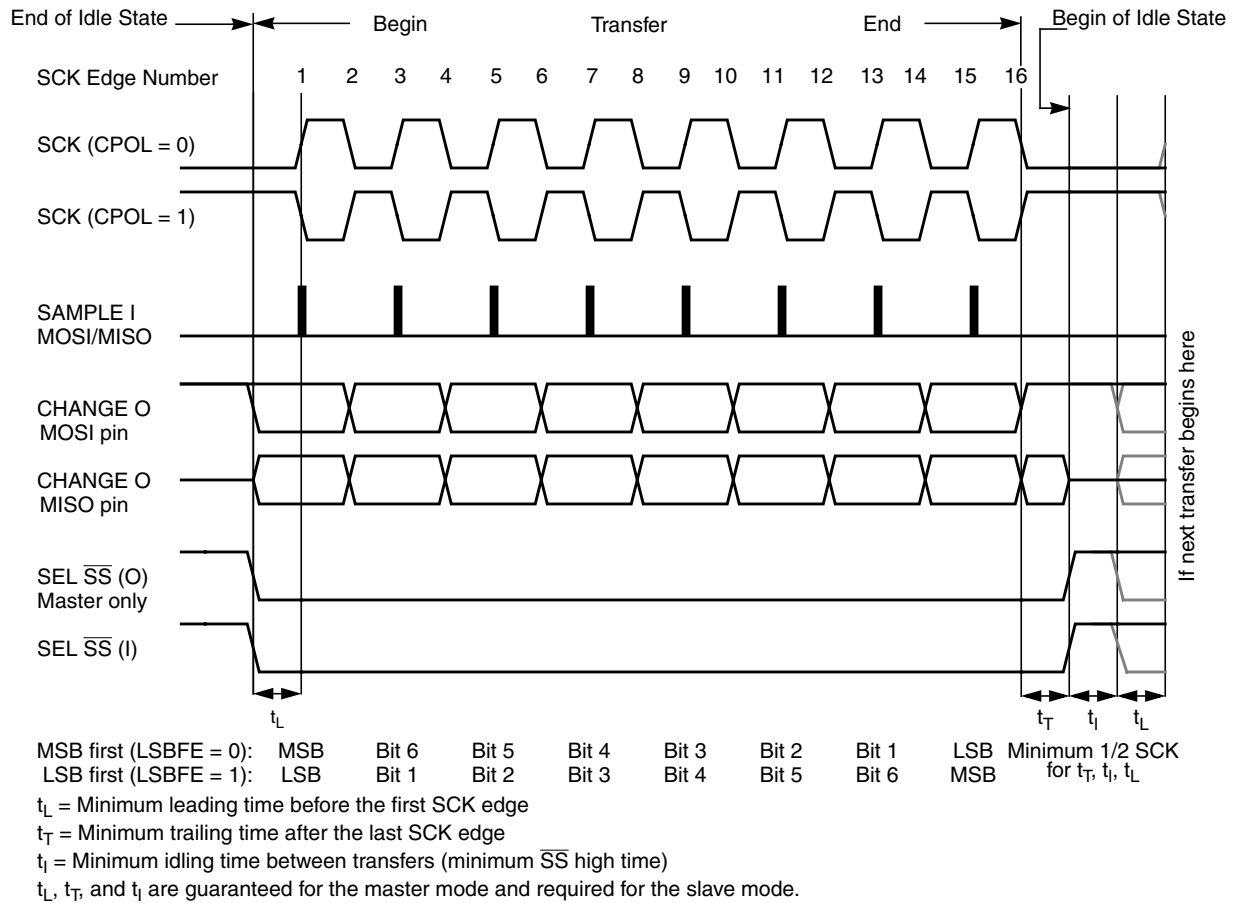 End of Idle State
Begin
Transfer
End
Begin of Idle State
SCK Edge Number
1 2 3 4 5 6 7 8 9 10 11 12 13 14 15 16
SCK (CPOL = 0)
SCK (CPOL = 1)
SAMPLE I
MOSI/MISO
CHANGE O
MOSI pin
CHANGE O
MISO pin
SEL S̅S̅ (O)
Master only
SEL S̅S̅ (I)
If next transfer begins here
tL
tT
tI
tL
MSB first (LSBFE = 0): MSB Bit 6 Bit 5 Bit 4 Bit 3 Bit 2 Bit 1 LSB
LSB first (LSBFE = 1): LSB Bit 1 Bit 2 Bit 3 Bit 4 Bit 5 Bit 6 MSB
Minimum 1/2 SCK
for tT, tI, tL
tL = Minimum leading time before the first SCK edge
tT = Minimum trailing time after the last SCK edge
tI = Minimum idling time between transfers (minimum S̅S̅ high time)
tL, tT, and tI are guaranteed for the master mode and required for the slave mode.